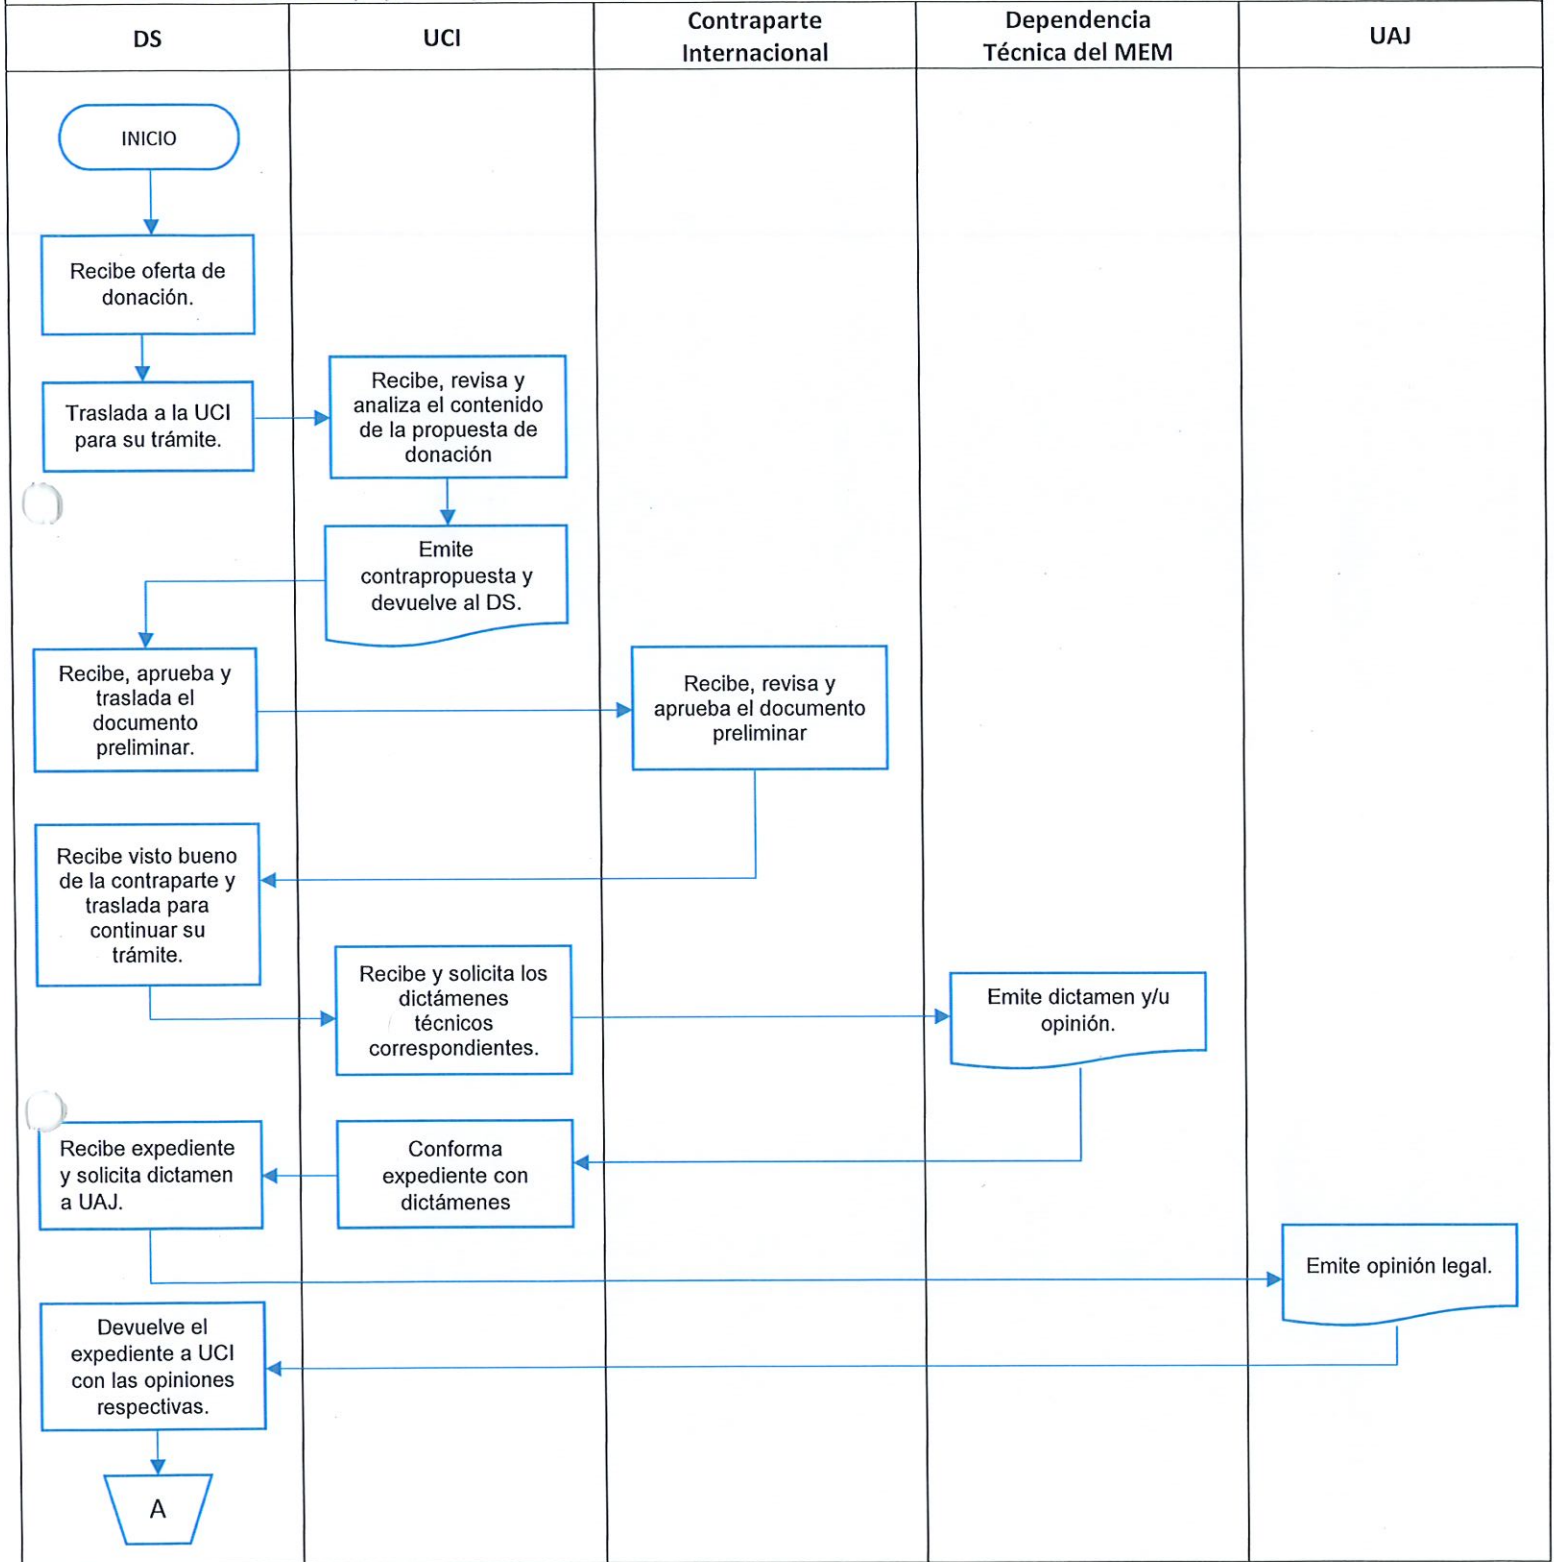 DS
UCI
Contraparte
Internacional
Dependencia
Técnica del MEM
UAJ
INICIO
Recibe oferta de
donación.
Traslada a la UCI
para su trámite.
Recibe, revisa y
analiza el contenido
de la propuesta de
donación
Emite
contrapropuesta y
devuelve al DS.
Recibe, aprueba y
traslada el
documento
preliminar.
Recibe, revisa y
aprueba el documento
preliminar
Recibe visto bueno
de la contraparte y
traslada para
continuar su
trámite.
Recibe y solicita los
dictámenes
técnicos
correspondientes.
Emite dictamen y/u
opinión.
Conforma
expediente con
dictámenes
Recibe expediente
y solicita dictamen
a UAJ.
Emite opinión legal.
Devuelve el
expediente a UCI
con las opiniones
respectivas.
A